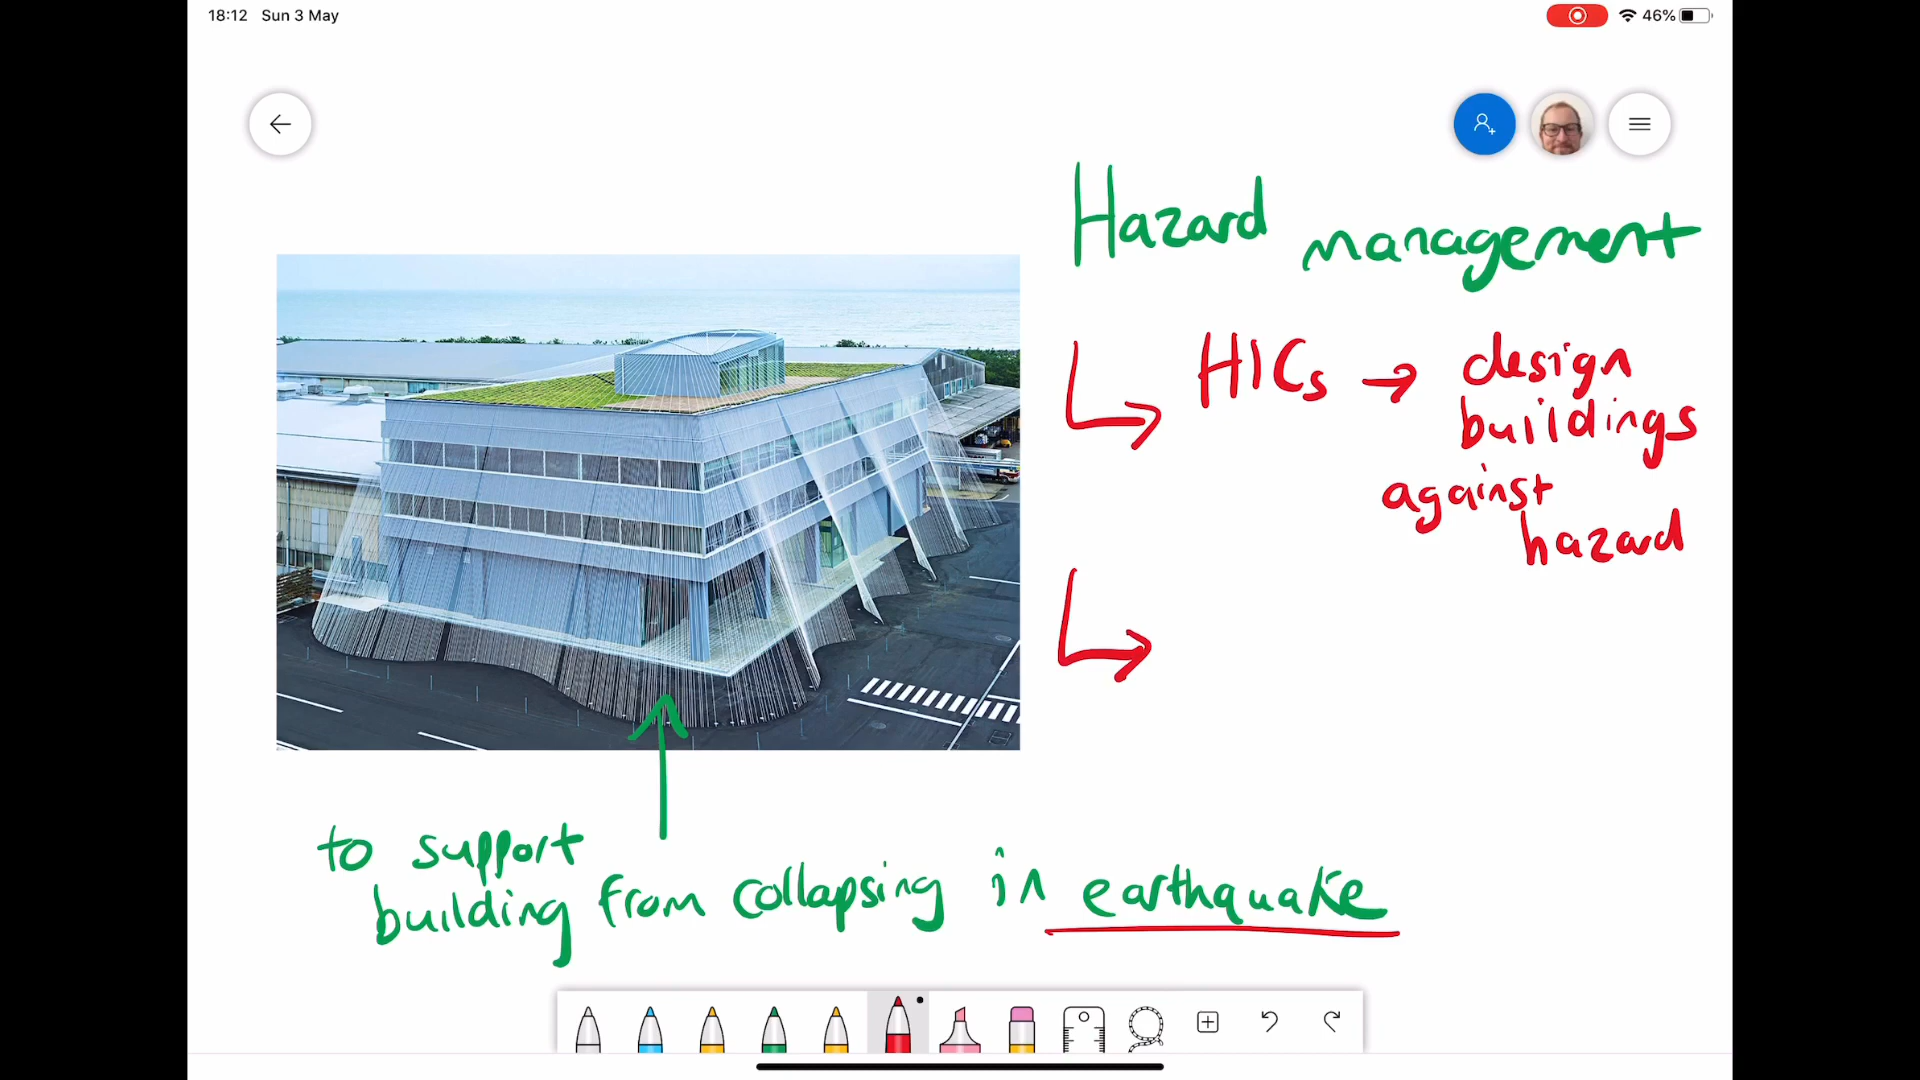 18:12 Sun 3 May
46%
Hazard management
HICs → design
buildings
against
hazard
to support
building from collapsing in earthquake